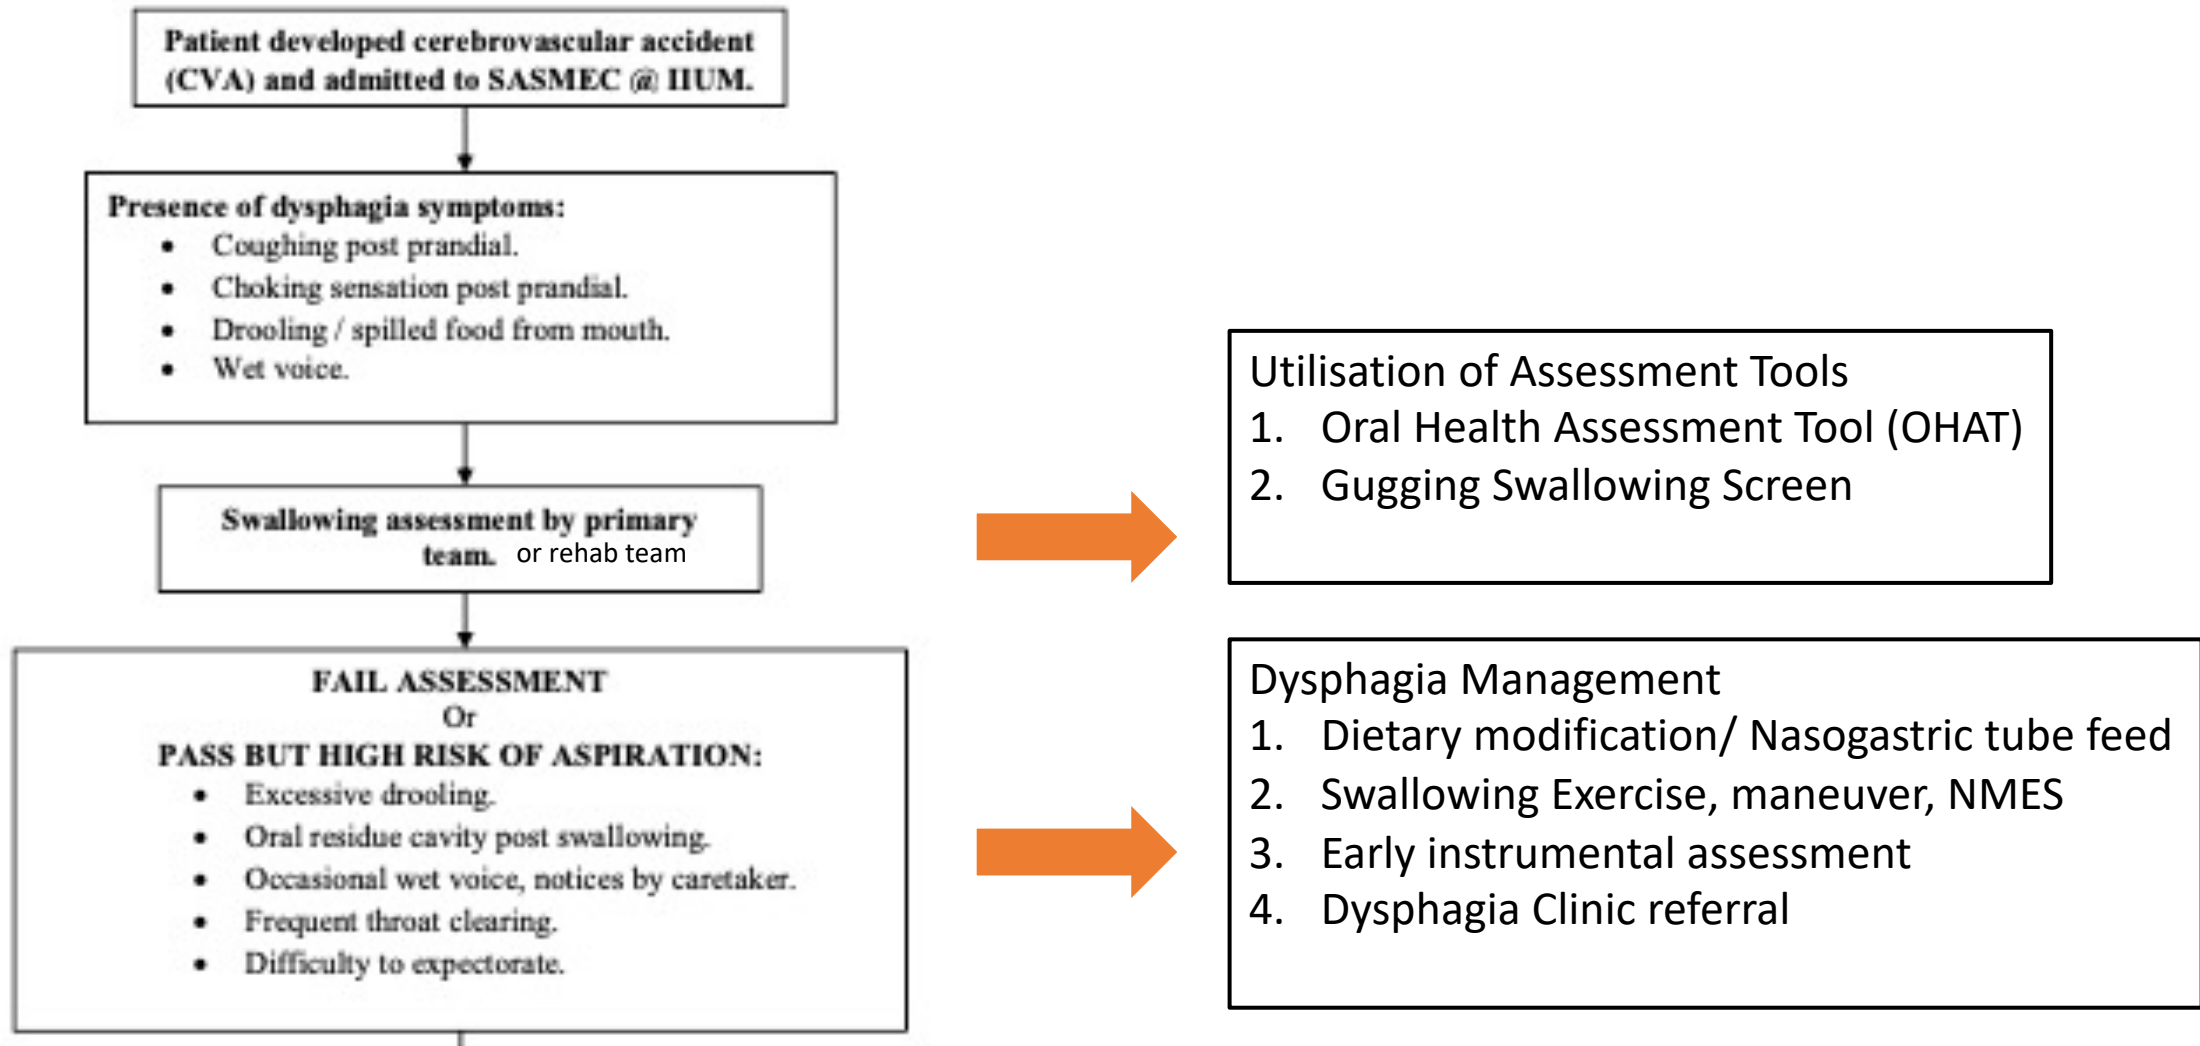 Patient developed cerebrovascular accident
(CVA) and admitted to SASMEC @ IIUM.
Presence of dysphagia symptoms:
• Coughing post prandial.
• Choking sensation post prandial.
• Drooling / spilled food from mouth.
• Wet voice.
Swallowing assessment by primary
team. or rehab team
FAIL ASSESSMENT
Or
PASS BUT HIGH RISK OF ASPIRATION:
• Excessive drooling.
• Oral residue cavity post swallowing.
• Occasional wet voice, notices by caretaker.
• Frequent throat clearing.
• Difficulty to expectorate.
Utilisation of Assessment Tools
1. Oral Health Assessment Tool (OHAT)
2. Gugging Swallowing Screen
Dysphagia Management
1. Dietary modification/ Nasogastric tube feed
2. Swallowing Exercise, maneuver, NMES
3. Early instrumental assessment
4. Dysphagia Clinic referral